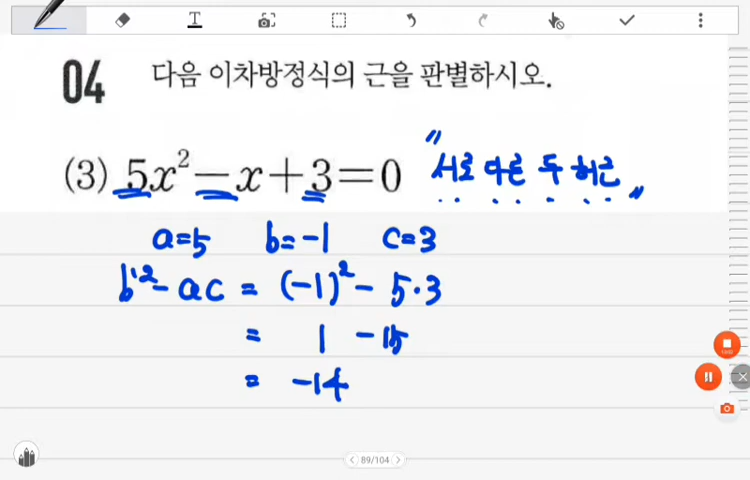 04 다음 이차방정식의 근을 판별하시오.
(3) 5x² - x + 3 = 0 "서로 다른 두 허근"
a=5 b=-1 c=3
b'² - ac = (-1)² - 5·3
= 1 - 15
= -14
89/104